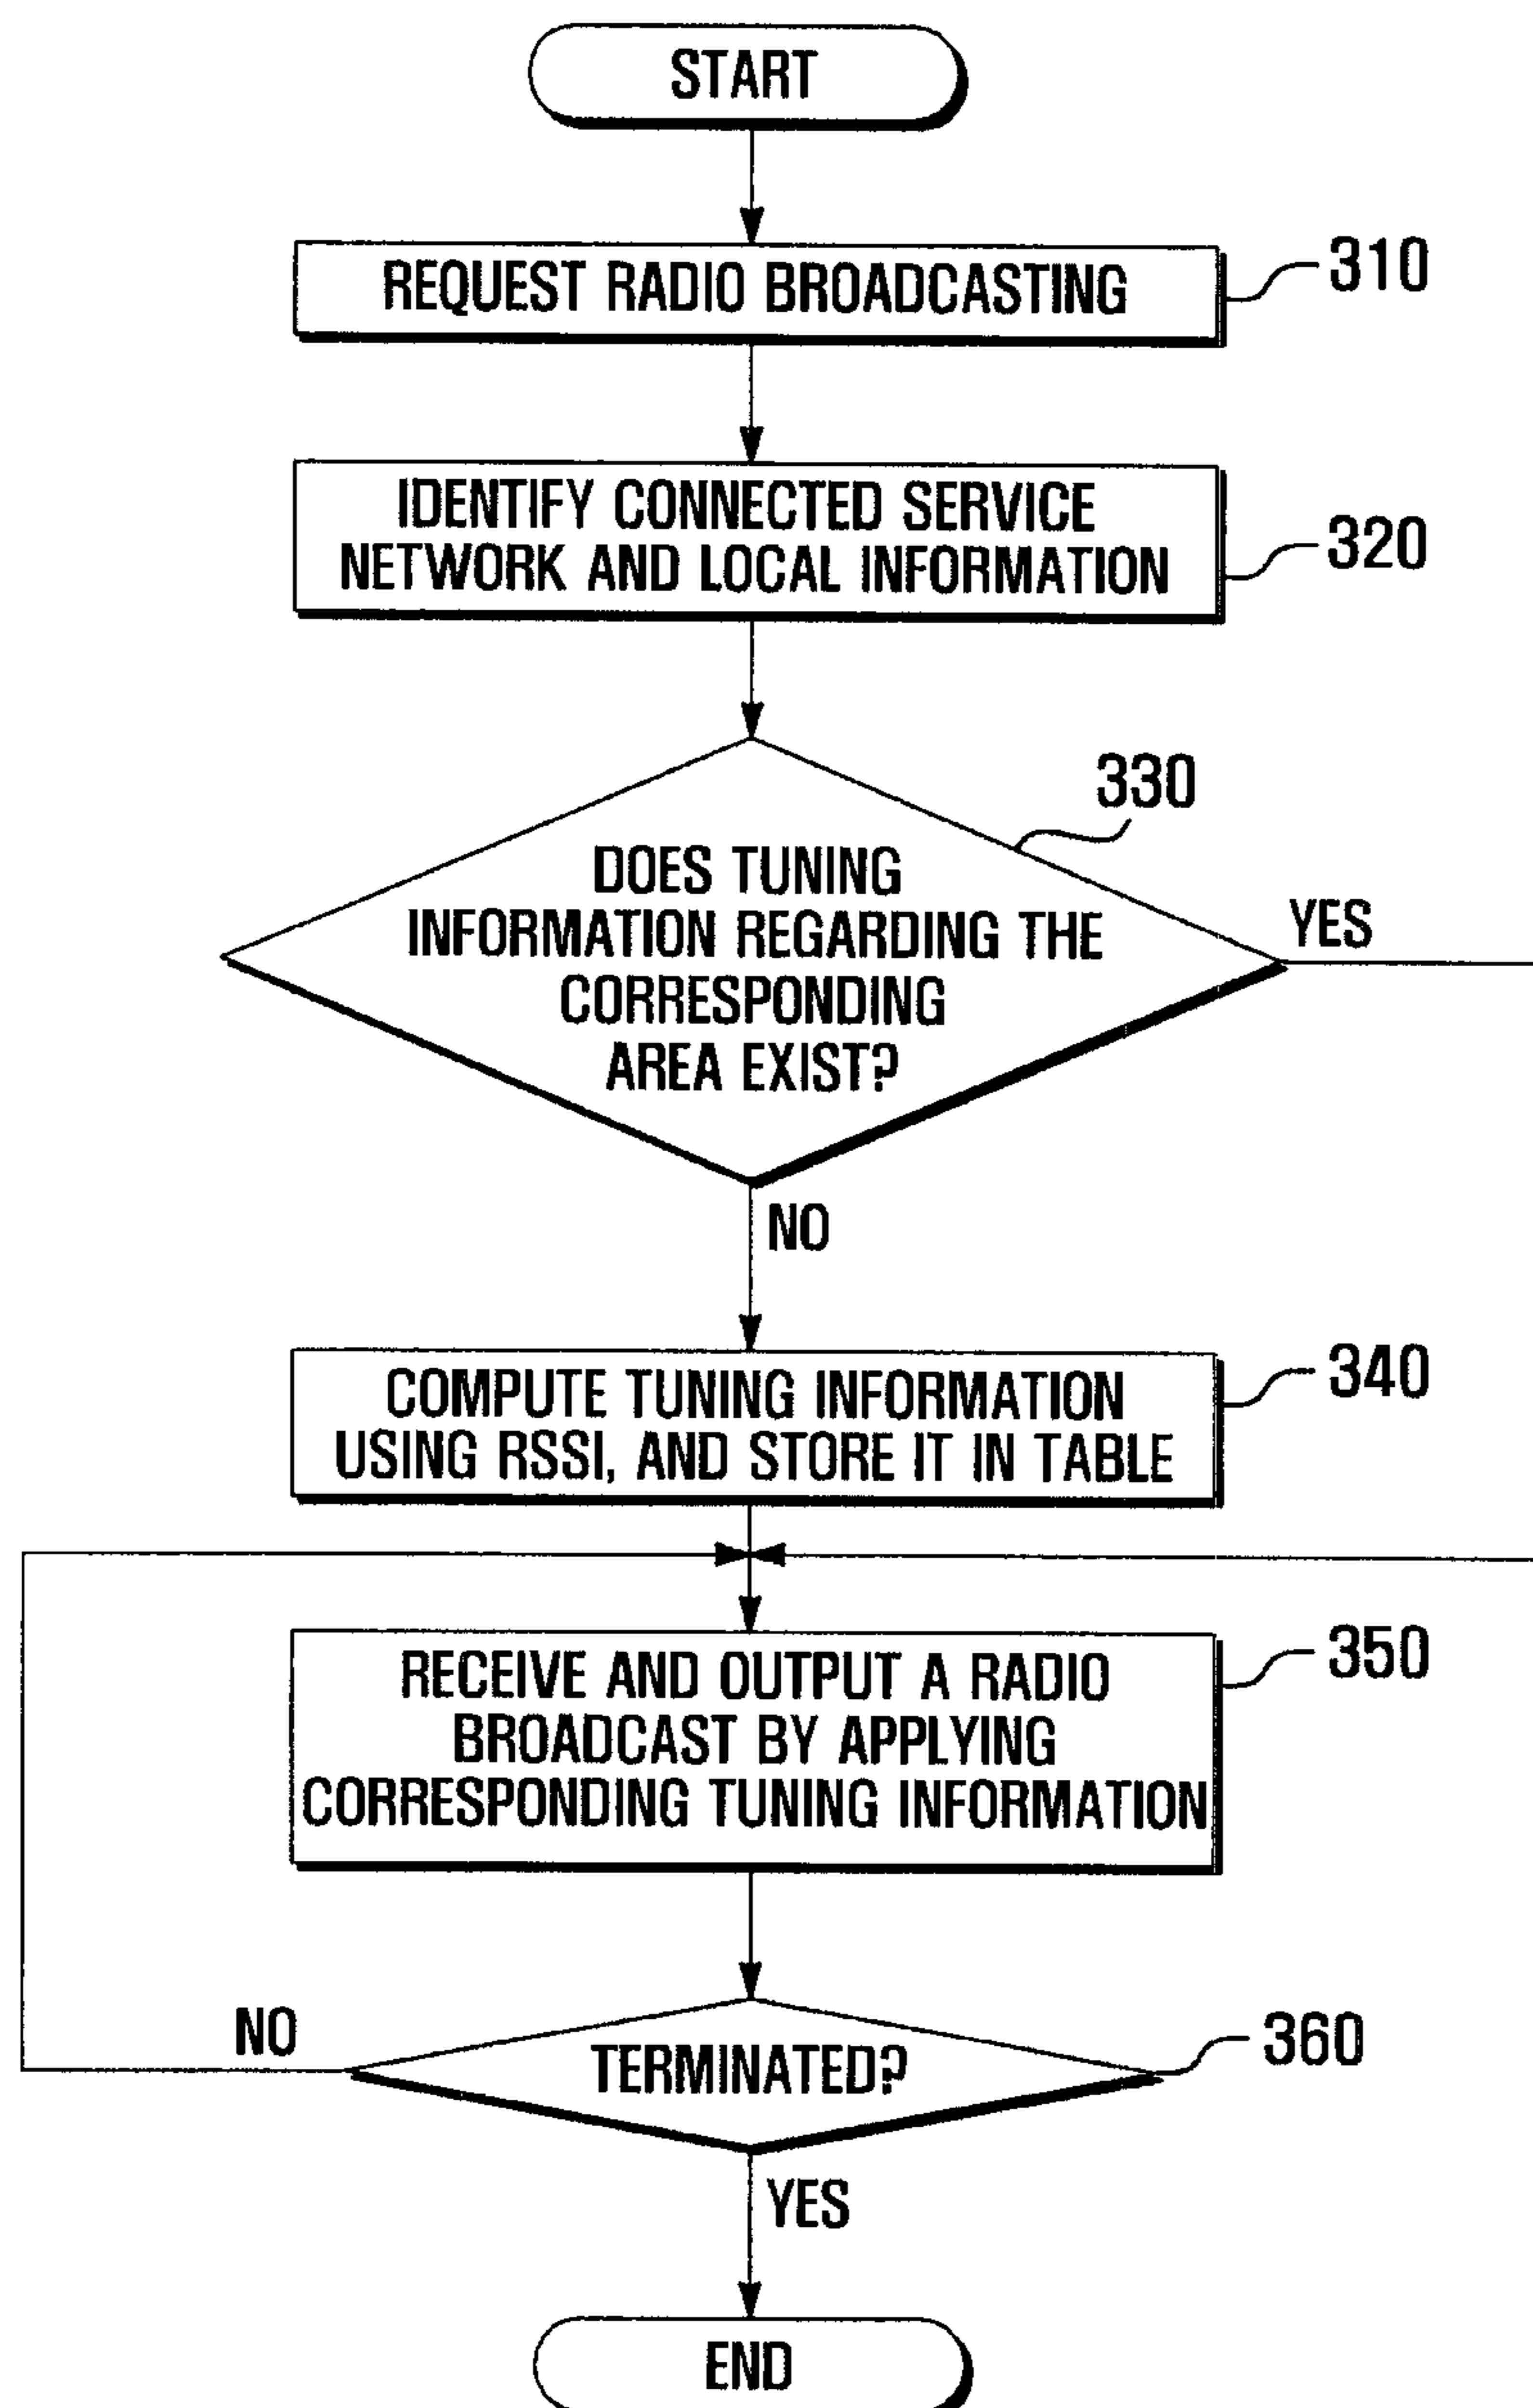 START
REQUEST RADIO BROADCASTING
310
IDENTIFY CONNECTED SERVICE
NETWORK AND LOCAL INFORMATION
320
330
DOES TUNING
INFORMATION REGARDING THE
CORRESPONDING
AREA EXIST?
YES
NO
COMPUTE TUNING INFORMATION
USING RSSI, AND STORE IT IN TABLE
340
RECEIVE AND OUTPUT A RADIO
BROADCAST BY APPLYING
CORRESPONDING TUNING INFORMATION
350
NO
TERMINATED?
360
YES
END